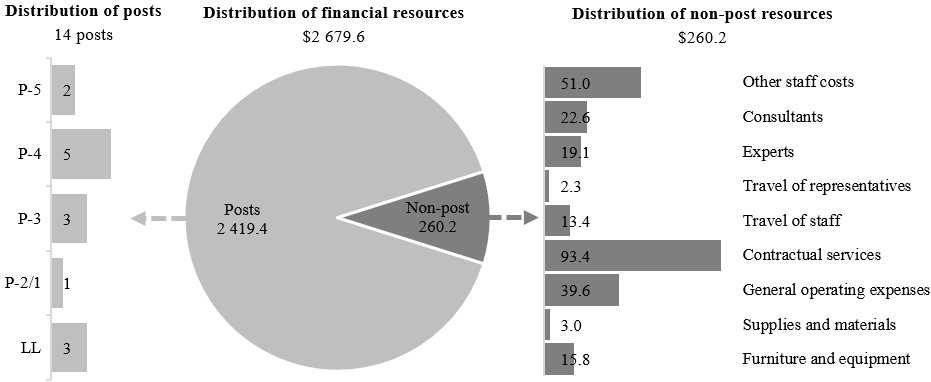 Distribution of posts
14 posts
P-5
2
P-4
5
P-3
3
P-2/1
1
LL
3
Distribution of financial resources
$2 679.6
Posts
2 419.4
Non-post
260.2
Distribution of non-post resources
$260.2
51.0 Other staff costs
22.6 Consultants
19.1 Experts
2.3 Travel of representatives
13.4 Travel of staff
93.4 Contractual services
39.6 General operating expenses
3.0 Supplies and materials
15.8 Furniture and equipment